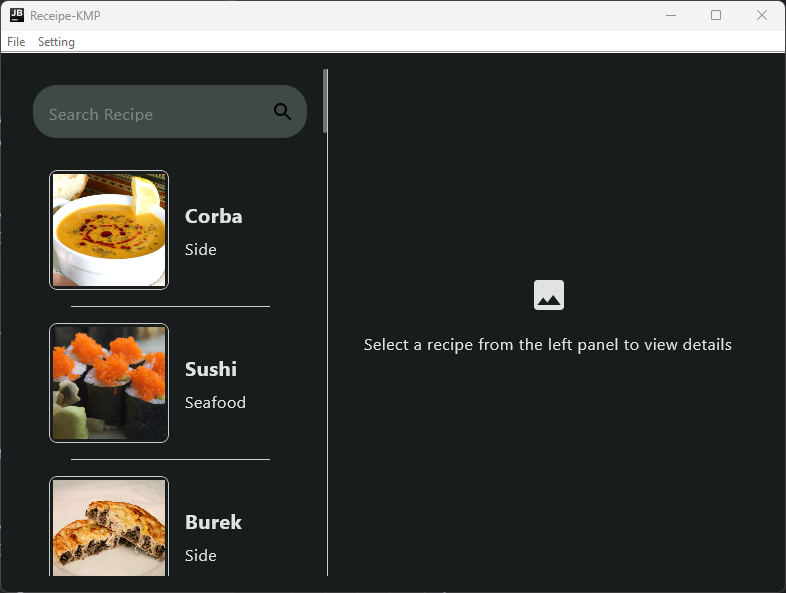 JB
Receipe-KMP
File Setting
Search Recipe
Corba
Side
Sushi
Seafood
Burek
Side
Select a recipe from the left panel to view details